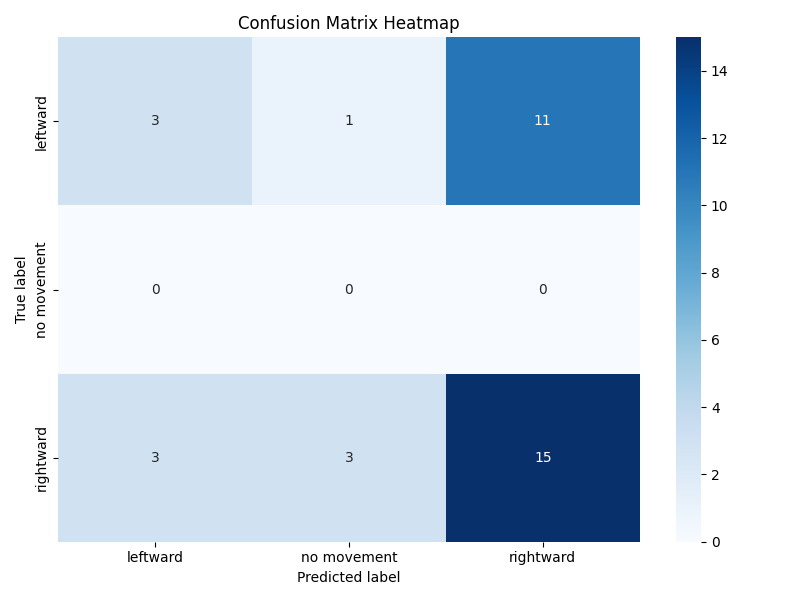 Confusion Matrix Heatmap
True label
leftward
3 1 11
no movement
0 0 0
rightward
3 3 15
leftward no movement rightward
Predicted label
14
12
10
8
6
4
2
0